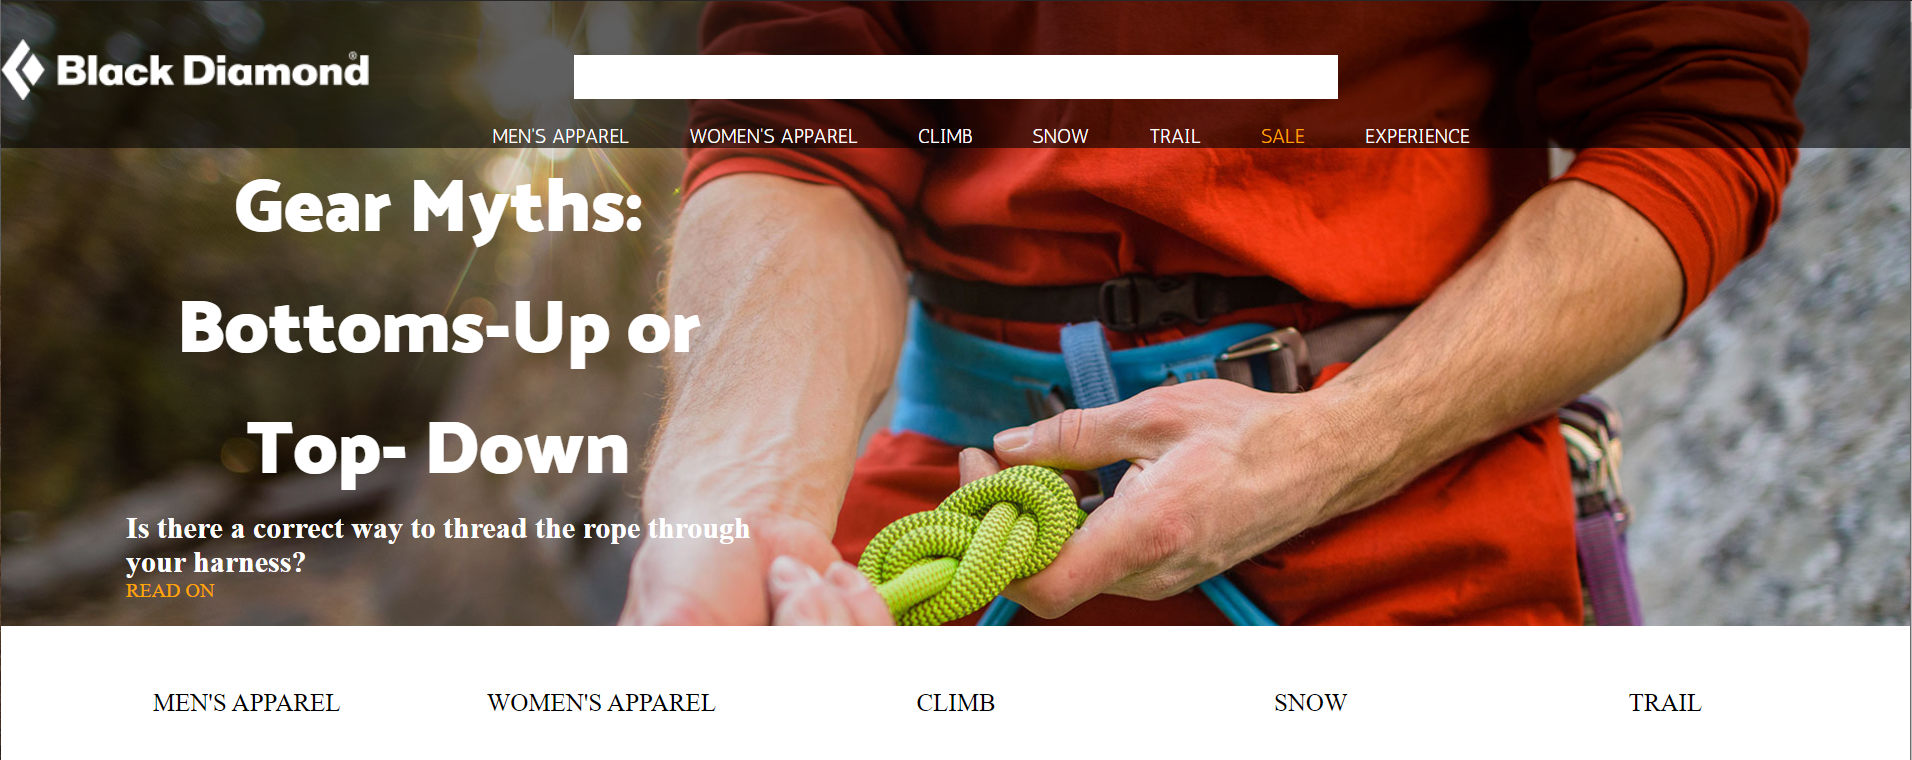 Black Diamond®
MEN'S APPAREL WOMEN'S APPAREL CLIMB SNOW TRAIL SALE EXPERIENCE
Gear Myths:
Bottoms-Up or
Top- Down
Is there a correct way to thread the rope through
your harness?
READ ON
MEN'S APPAREL WOMEN'S APPAREL CLIMB SNOW TRAIL